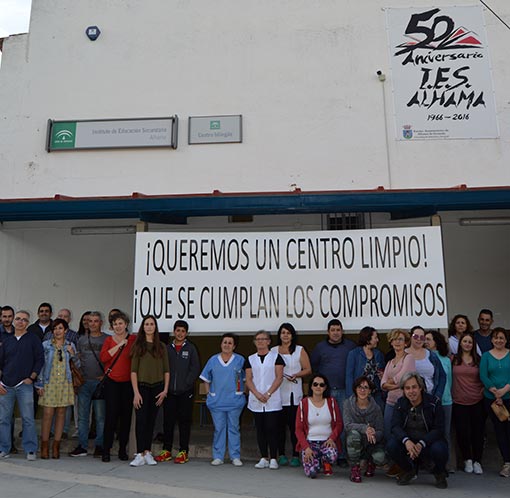 50
Aniversario
I.E.S.
ALHAMA
1966 - 2016
Instituto de Educación Secundaria
Alhama
Centro bilingüe
¡QUEREMOS UN CENTRO LIMPIO!
¡QUE SE CUMPLAN LOS COMPROMISOS